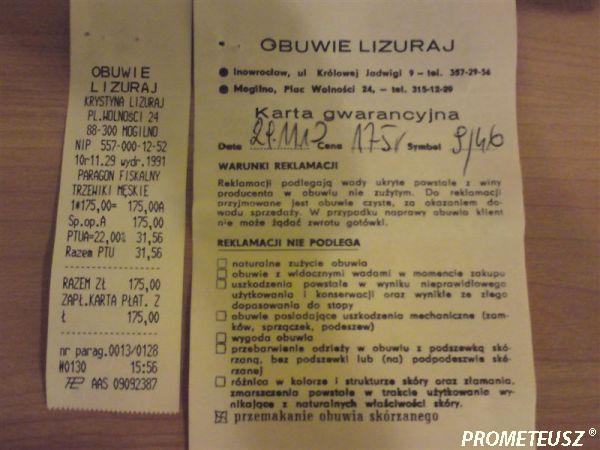 OBUWIE
LIZURAJ
KRYSTYNA LIZURAJ
PL.WOLNOŚCI 24
88-300 MOGILNO
NIP 557-000-12-52
10r11.29 wydr.1991
PARAGON FISKALNY
TRZEWIKI MĘSKIE
1*175,00= 175,00A
Sp.op.A 175,00
PTUA=22,00% 31,56
Razem PTU 31,56
RAZEM ZŁ 175,00
ZAPŁ.KARTA PŁAT. Z
Ł 175,00
nr parag.0013/0128
#0130 15:56
AAS 09092387
OBUWIE LIZURAJ
● Inowrocław, ul Królowej Jadwigi 9 – tel. 357-29-56
● Mogilno, Plac Wolności 24, – tel. 315-12-29
Karta gwarancyjna
Data Cena 175,- Symbol 9/46
WARUNKI REKLAMACJI
Reklamacji podlegają wady ukryte powstałe z winy
producenta w obuwiu nie zużytym. Do reklamacji
przyjmowane jest obuwie czyste, za okazaniem do-
wodu sprzedaży. W przypadku naprawy obuwia klient
nie może żądać zwrotu gotówki.
REKLAMACJI NIE PODLEGA
naturalne zużycie obuwia
obuwie z widocznymi wadami w momencie zakupu
uszkodzenia powstałe w wyniku nieprawidłowego
użytkowania i konserwacji oraz wynikłe ze złego
dopasowania do stopy
obuwie posiadające uszkodzenia mechaniczne (zam-
ków, sprzączek, podeszew)
wygoda obuwia
przebarwienie odzieży w obuwiu z podszewką skó-
rzaną, bez podszewki lub (na) podpodeszwie skó-
rzanej
różnica w kolorze i strukturze skóry oraz złamania,
zmarszczenia powstałe w trakcie użytkowania wy-
nikające z naturalnych właściwości skóry.
przemakanie obuwia skórzanego
PROMETEUSZ ®